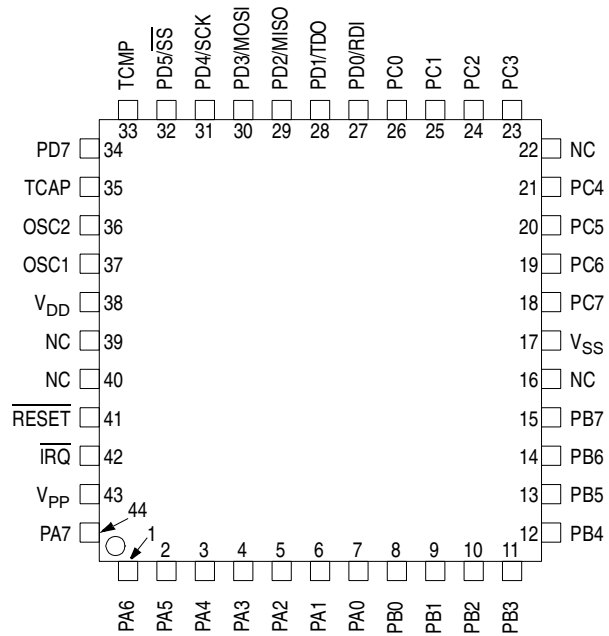 TCMP
PD5/S̅S̅
PD4/SCK
PD3/MOSI
PD2/MISO
PD1/TDO
PD0/RDI
PC0
PC1
PC2
PC3
33 32 31 30 29 28 27 26 25 24 23
PD7 34 22 NC
TCAP 35 21 PC4
OSC2 36 20 PC5
OSC1 37 19 PC6
VDD 38 18 PC7
NC 39 17 VSS
NC 40 16 NC
R̅E̅S̅E̅T̅ 41 15 PB7
I̅R̅Q̅ 42 14 PB6
VPP 43 13 PB5
PA7 44 12 PB4
1 2 3 4 5 6 7 8 9 10 11
PA6
PA5
PA4
PA3
PA2
PA1
PA0
PB0
PB1
PB2
PB3